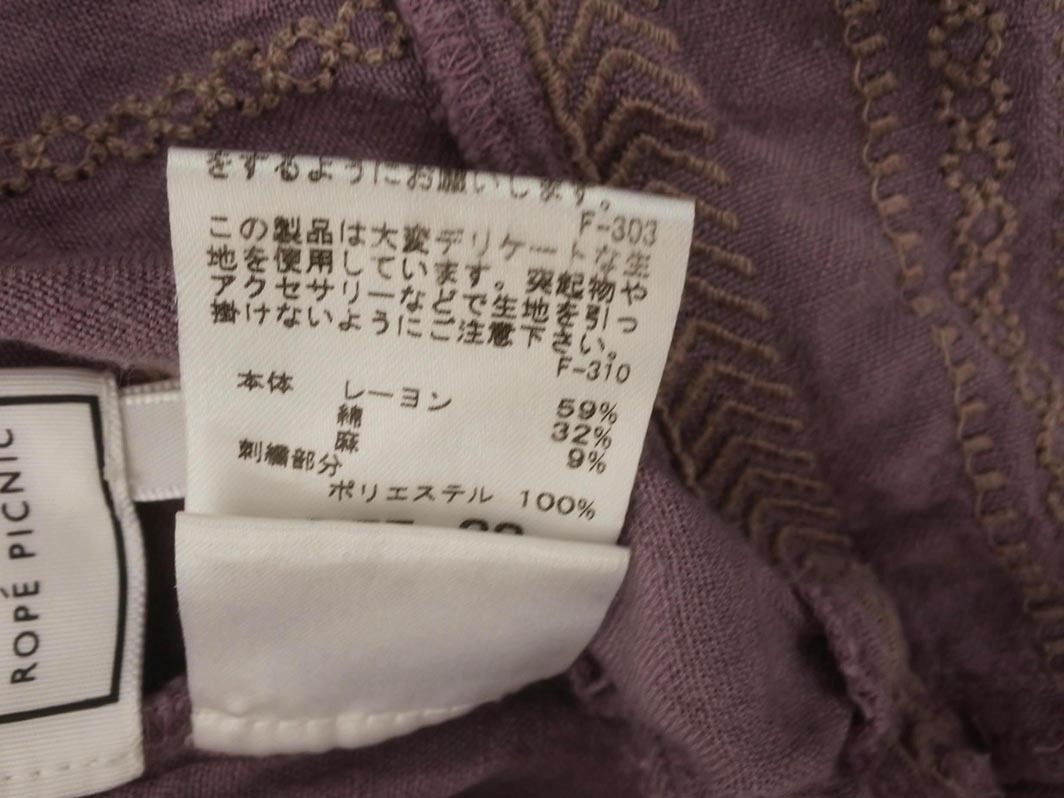 をするようにお願いします。
F-303
この製品は大変デリケートな生
地を使用しています。突起物や
アクセサリーなどで生地を引っ
掛けないようにご注意下さい。
F-310
本体 レーヨン 59%
綿 32%
麻 9%
刺繍部分
ポリエステル 100%
ROPÉ PICNIC